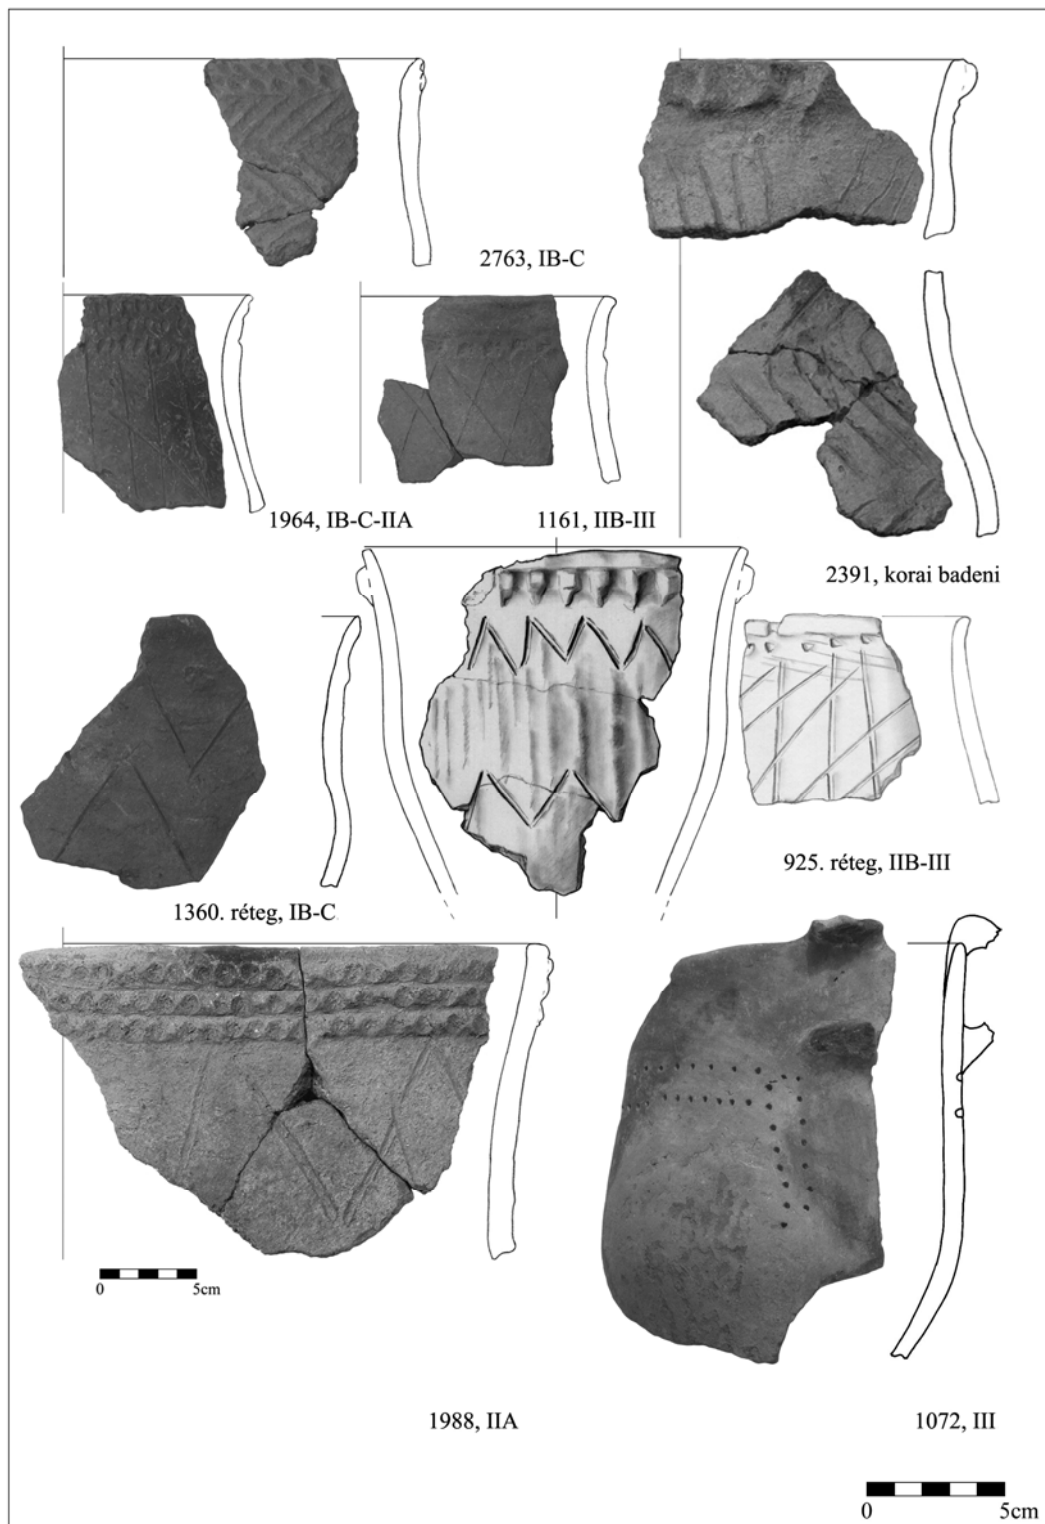 2763, IB-C
1964, IB-C-IIA
1161, IIB-III
2391, korai badeni
925. réteg, IIB-III
1360. réteg, IB-C
0 5cm
1988, IIA
1072, III
0 5cm